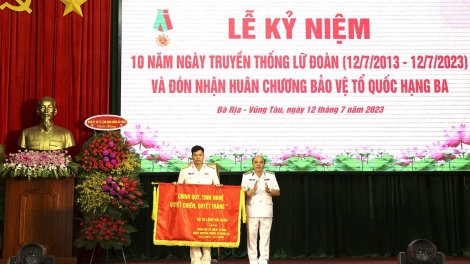 LỄ KỶ NIỆM
10 NĂM NGÀY TRUYỀN THỐNG LỮ ĐOÀN (12/7/2013 - 12/7/2023)
VÀ ĐÓN NHẬN HUÂN CHƯƠNG BẢO VỆ TỔ QUỐC HẠNG BA
Bà Rịa - Vũng Tàu, ngày 12 tháng 7 năm 2023
"CHÍNH QUY, TINH NHUỆ
QUYẾT CHIẾN, QUYẾT THẮNG"